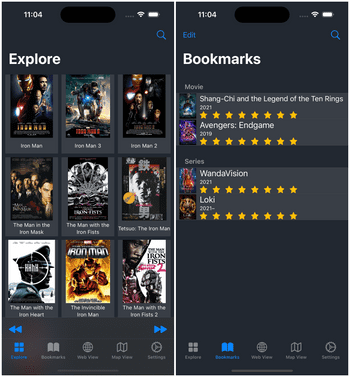 11:04
Explore
IRON MAN
Iron Man
Iron Man 3
Iron Man 2
The Man in the
Iron Mask
The Man with the
Iron Fists
Tetsuo: The Iron Man
IRON MAN
The Man with the
Iron Heart
The Invincible
Iron Man
The Man with the
Iron Fists 2
Explore
Bookmarks
Web View
Map View
Settings
11:04
Edit
Bookmarks
Movie
Shang-Chi and the Legend of the Ten Rings
2021
Avengers: Endgame
2019
Series
WandaVision
2021
Loki
2021–
Explore
Bookmarks
Web View
Map View
Settings